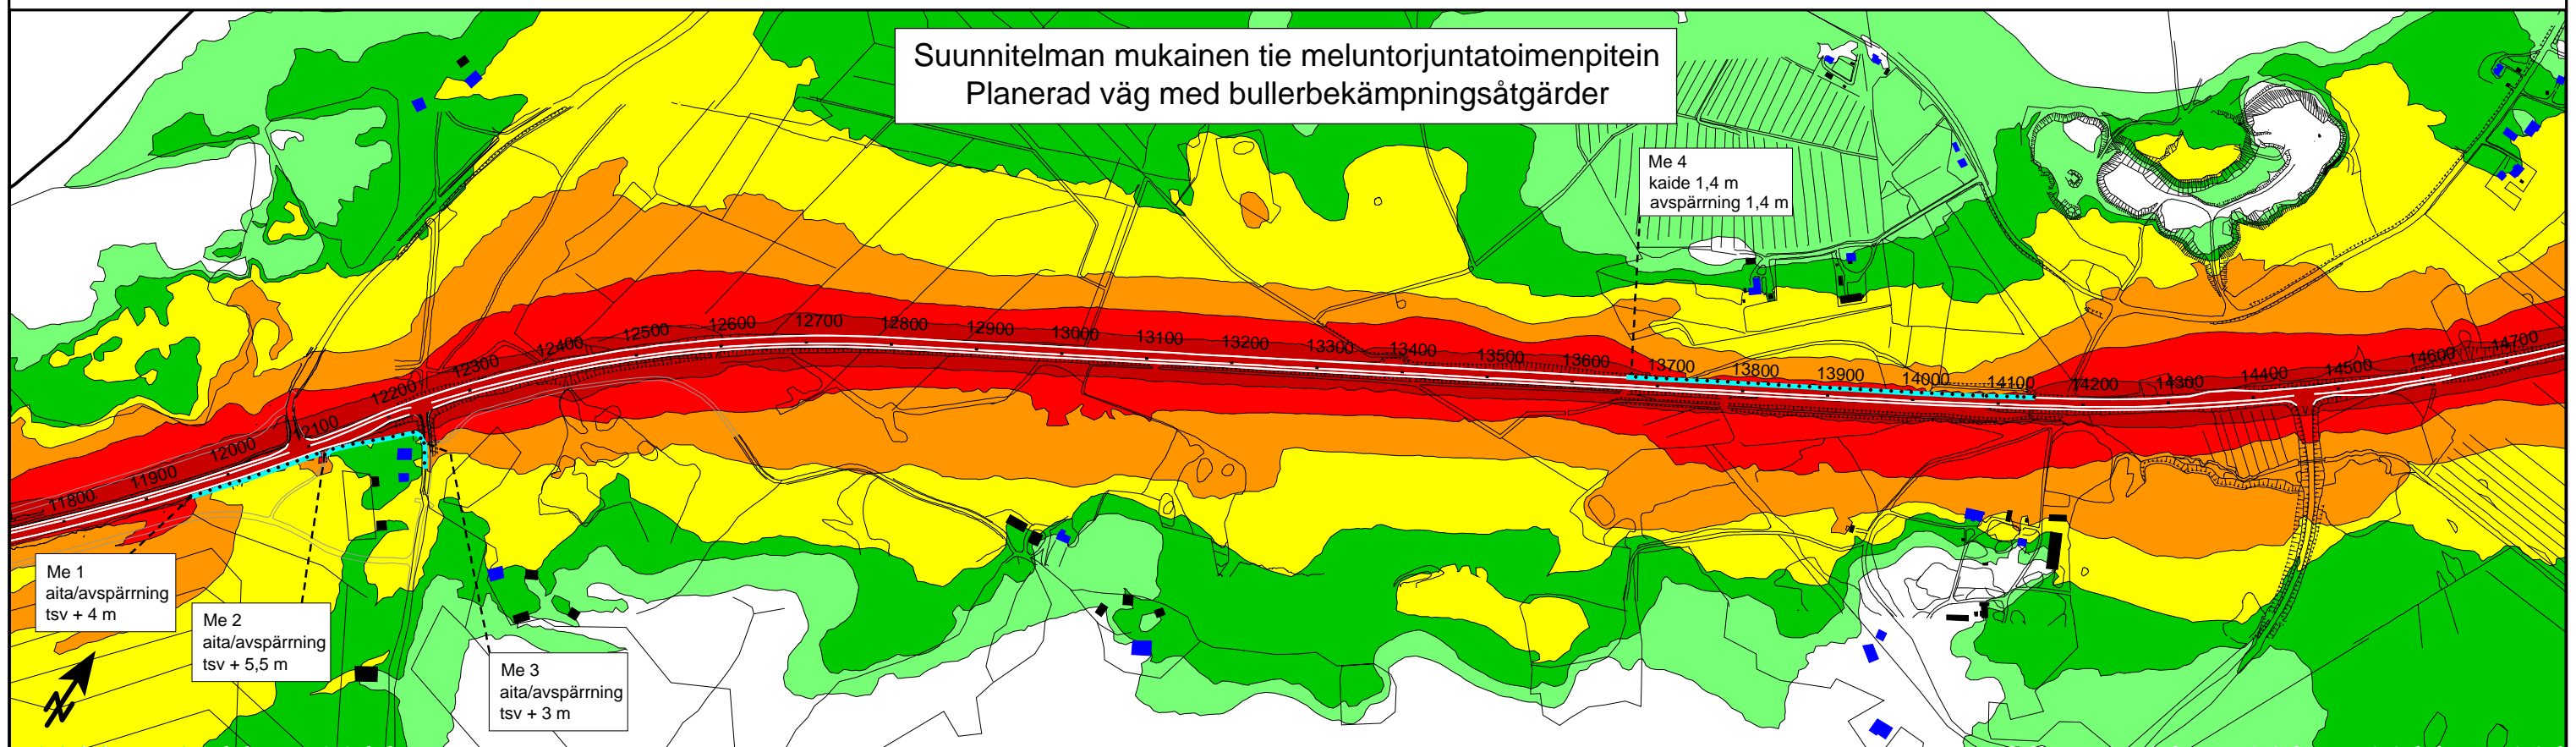 Suunnitelman mukainen tie meluntorjuntatoimenpitein
Planerad väg med bullerbekämpningsåtgärder
Me 4
kaide 1,4 m
avspärrning 1,4 m
11800
11900
12000
12100
12200
12300
12400
12500
12600
12700
12800
12900
13000
13100
13200
13300
13400
13500
13600
13700
13800
13900
14000
14100
14200
14300
14400
14500
14600
14700
Me 1
aita/avspärrning
tsv + 4 m
Me 2
aita/avspärrning
tsv + 5,5 m
Me 3
aita/avspärrning
tsv + 3 m
N